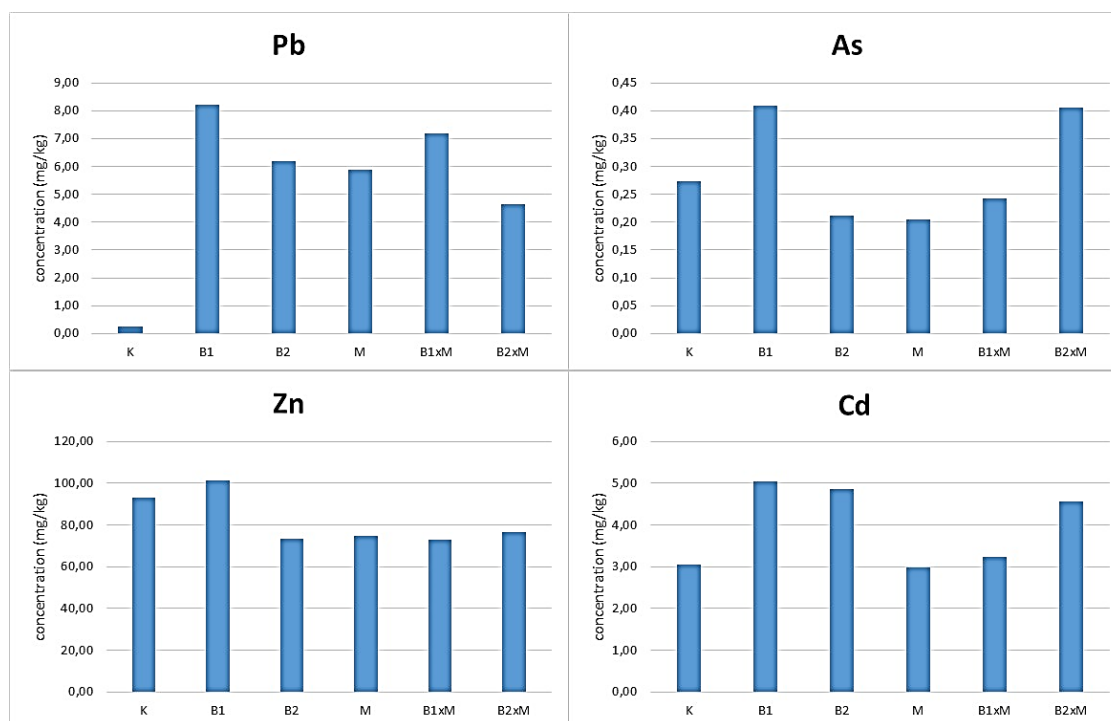 Pb
concentration (mg/kg)
9,00
8,00
7,00
6,00
5,00
4,00
3,00
2,00
1,00
0,00
K B1 B2 M B1xM B2xM
As
concentration (mg/kg)
0,45
0,40
0,35
0,30
0,25
0,20
0,15
0,10
0,05
0,00
K B1 B2 M B1xM B2xM
Zn
concentration (mg/kg)
120,00
100,00
80,00
60,00
40,00
20,00
0,00
K B1 B2 M B1xM B2xM
Cd
concentration (mg/kg)
6,00
5,00
4,00
3,00
2,00
1,00
0,00
K B1 B2 M B1xM B2xM